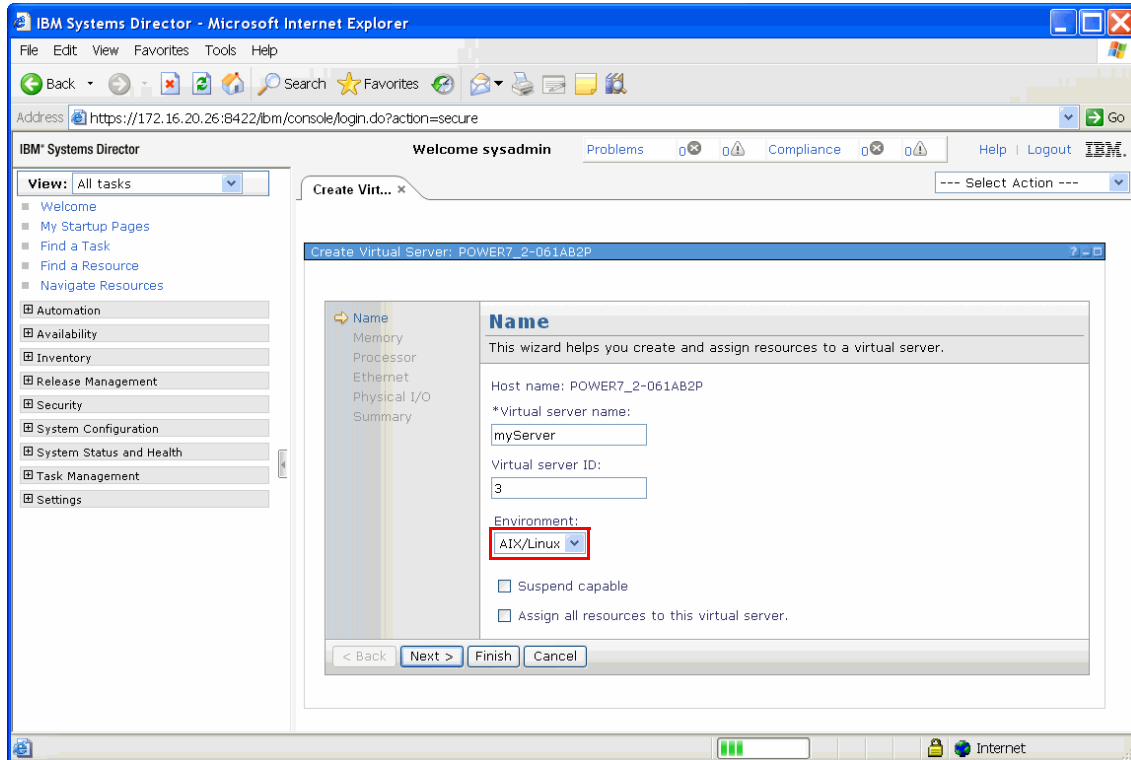 IBM Systems Director - Microsoft Internet Explorer
File Edit View Favorites Tools Help
Back Search Favorites
Address https://172.16.20.26:8422/ibm/console/login.do?action=secure Go
IBM® Systems Director Welcome sysadmin Problems 0 0 Compliance 0 0 Help | Logout IBM.
View: All tasks
Create Virt... ×
--- Select Action ---
Welcome
My Startup Pages
Find a Task
Find a Resource
Navigate Resources
Automation
Availability
Inventory
Release Management
Security
System Configuration
System Status and Health
Task Management
Settings
Create Virtual Server: POWER7_2-061AB2P ?
Name
Memory
Processor
Ethernet
Physical I/O
Summary
Name
This wizard helps you create and assign resources to a virtual server.
Host name: POWER7_2-061AB2P
*Virtual server name:
myServer
Virtual server ID:
3
Environment:
AIX/Linux
Suspend capable
Assign all resources to this virtual server.
< Back Next > Finish Cancel
Internet